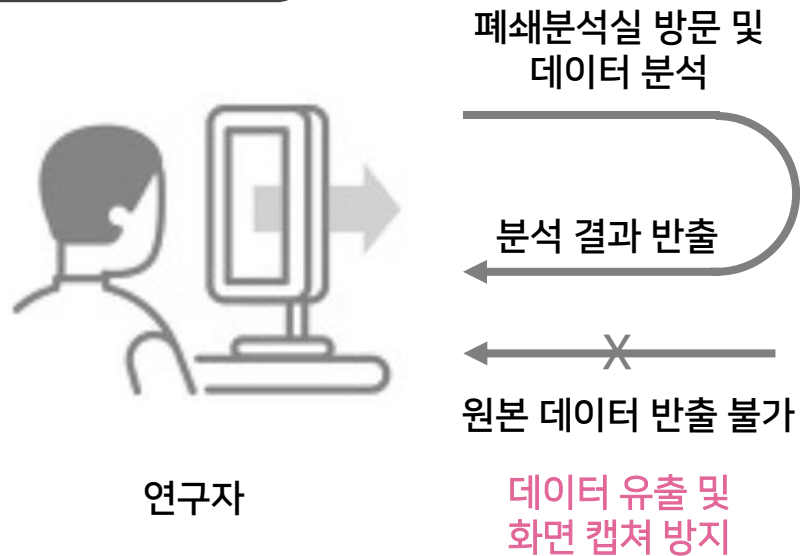 폐쇄분석실 방문 및
데이터 분석
분석 결과 반출
X
원본 데이터 반출 불가
연구자
데이터 유출 및
화면 캡쳐 방지